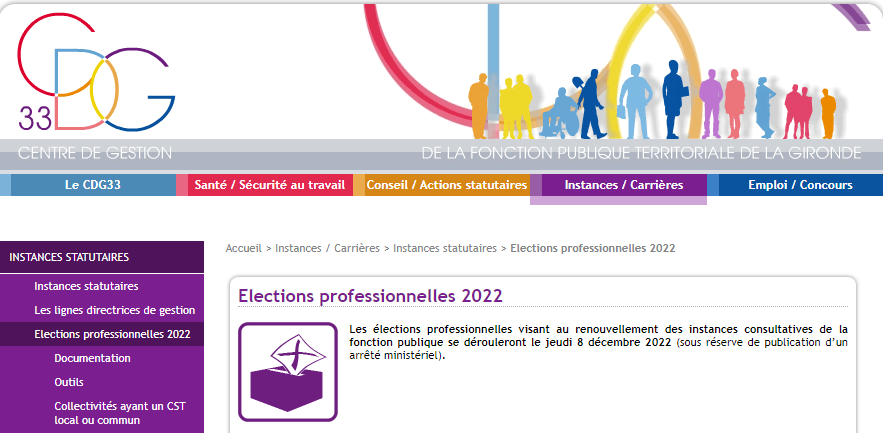 CDG
33
CENTRE DE GESTION DE LA FONCTION PUBLIQUE TERRITORIALE DE LA GIRONDE
Le CDG33 Santé / Sécurité au travail Conseil / Actions statutaires Instances / Carrières Emploi / Concours
Accueil > Instances / Carrières > Instances statutaires > Elections professionnelles 2022
INSTANCES STATUTAIRES
Instances statutaires
Les lignes directrices de gestion
Elections professionnelles 2022
Documentation
Outils
Collectivités ayant un CST
local ou commun
Elections professionnelles 2022
Les élections professionnelles visant au renouvellement des instances consultatives de la
fonction publique se dérouleront le jeudi 8 décembre 2022 (sous réserve de publication d'un
arrêté ministériel).